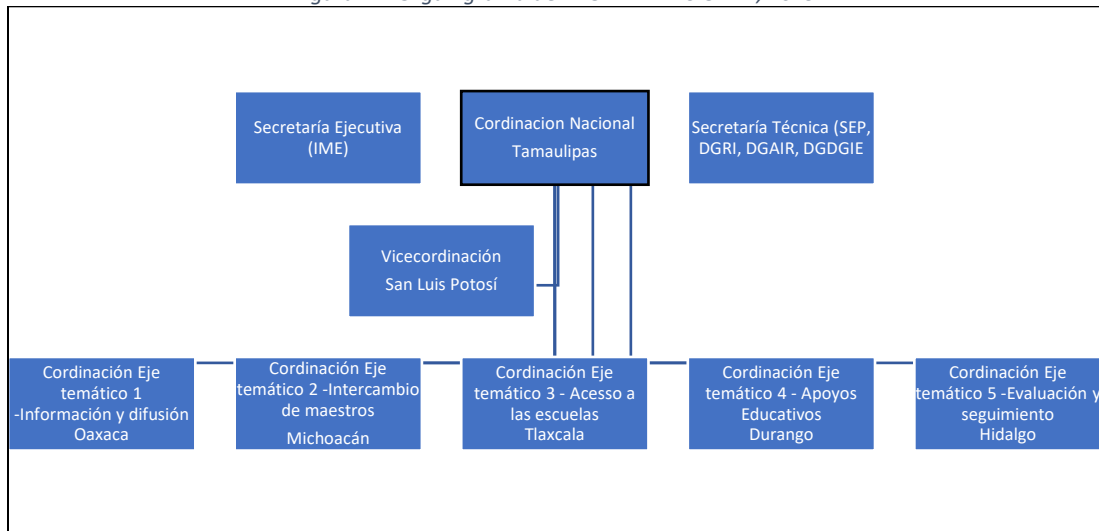 Secretaría Ejecutiva
(IME)
Cordinacion Nacional
Tamaulipas
Secretaría Técnica (SEP,
DGRI, DGAIR, DGDGIE
Vicecordinación
San Luis Potosí
Cordinación Eje
temático 1
-Información y difusión
Oaxaca
Cordinación Eje
temático 2 -Intercambio
de maestros
Michoacán
Cordinación Eje
temático 3 - Acesso a
las escuelas
Tlaxcala
Cordinación Eje
temático 4 - Apoyos
Educativos
Durango
Cordinación Eje
temático 5 -Evaluación y
seguimiento
Hidalgo